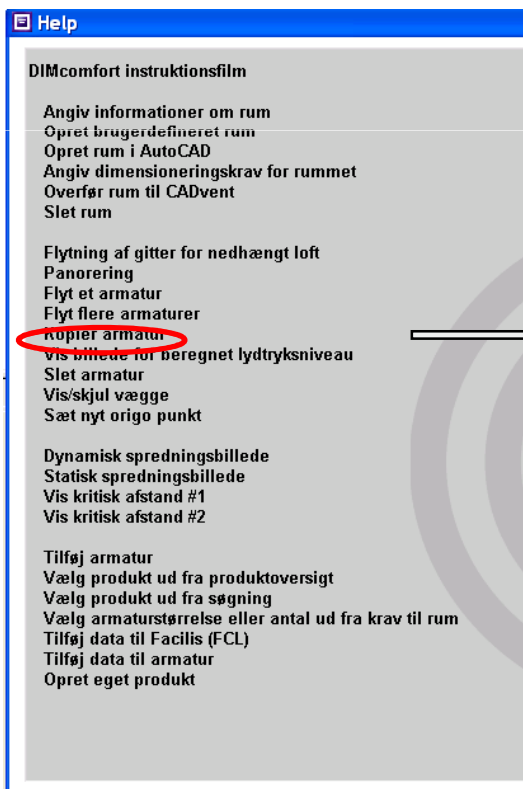 Help
DIMcomfort instruktionsfilm
Angiv informationer om rum
Opret brugerdefineret rum
Opret rum i AutoCAD
Angiv dimensioneringskrav for rummet
Overfør rum til CADvent
Slet rum
Flytning af gitter for nedhængt loft
Panorering
Flyt et armatur
Flyt flere armaturer
Kopier armatur
Vis billede for beregnet lydtryksniveau
Slet armatur
Vis/skjul vægge
Sæt nyt origo punkt
Dynamisk spredningsbillede
Statisk spredningsbillede
Vis kritisk afstand #1
Vis kritisk afstand #2
Tilføj armatur
Vælg produkt ud fra produktoversigt
Vælg produkt ud fra søgning
Vælg armaturstørrelse eller antal ud fra krav til rum
Tilføj data til Facilis (FCL)
Tilføj data til armatur
Opret eget produkt